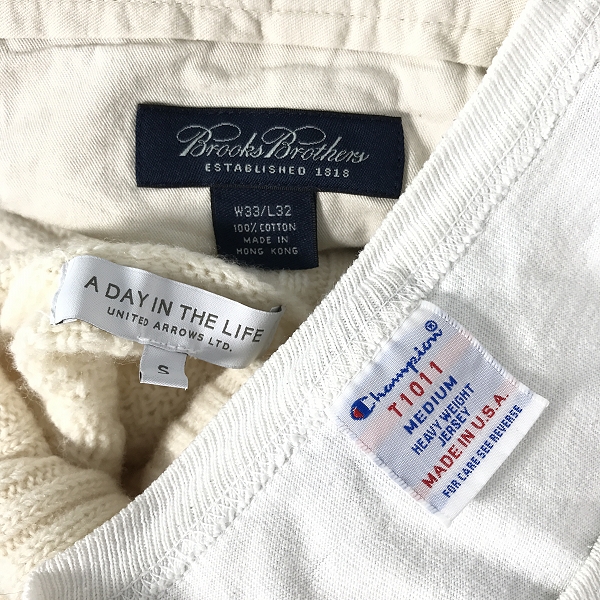 Brooks Brothers
ESTABLISHED 1818
W33/L32
100% COTTON
MADE IN
HONG KONG
A DAY IN THE LIFE
UNITED ARROWS LTD.
S
Champion®
T1011
MEDIUM
HEAVY WEIGHT
JERSEY
MADE IN U.S.A.
FOR CARE SEE REVERSE